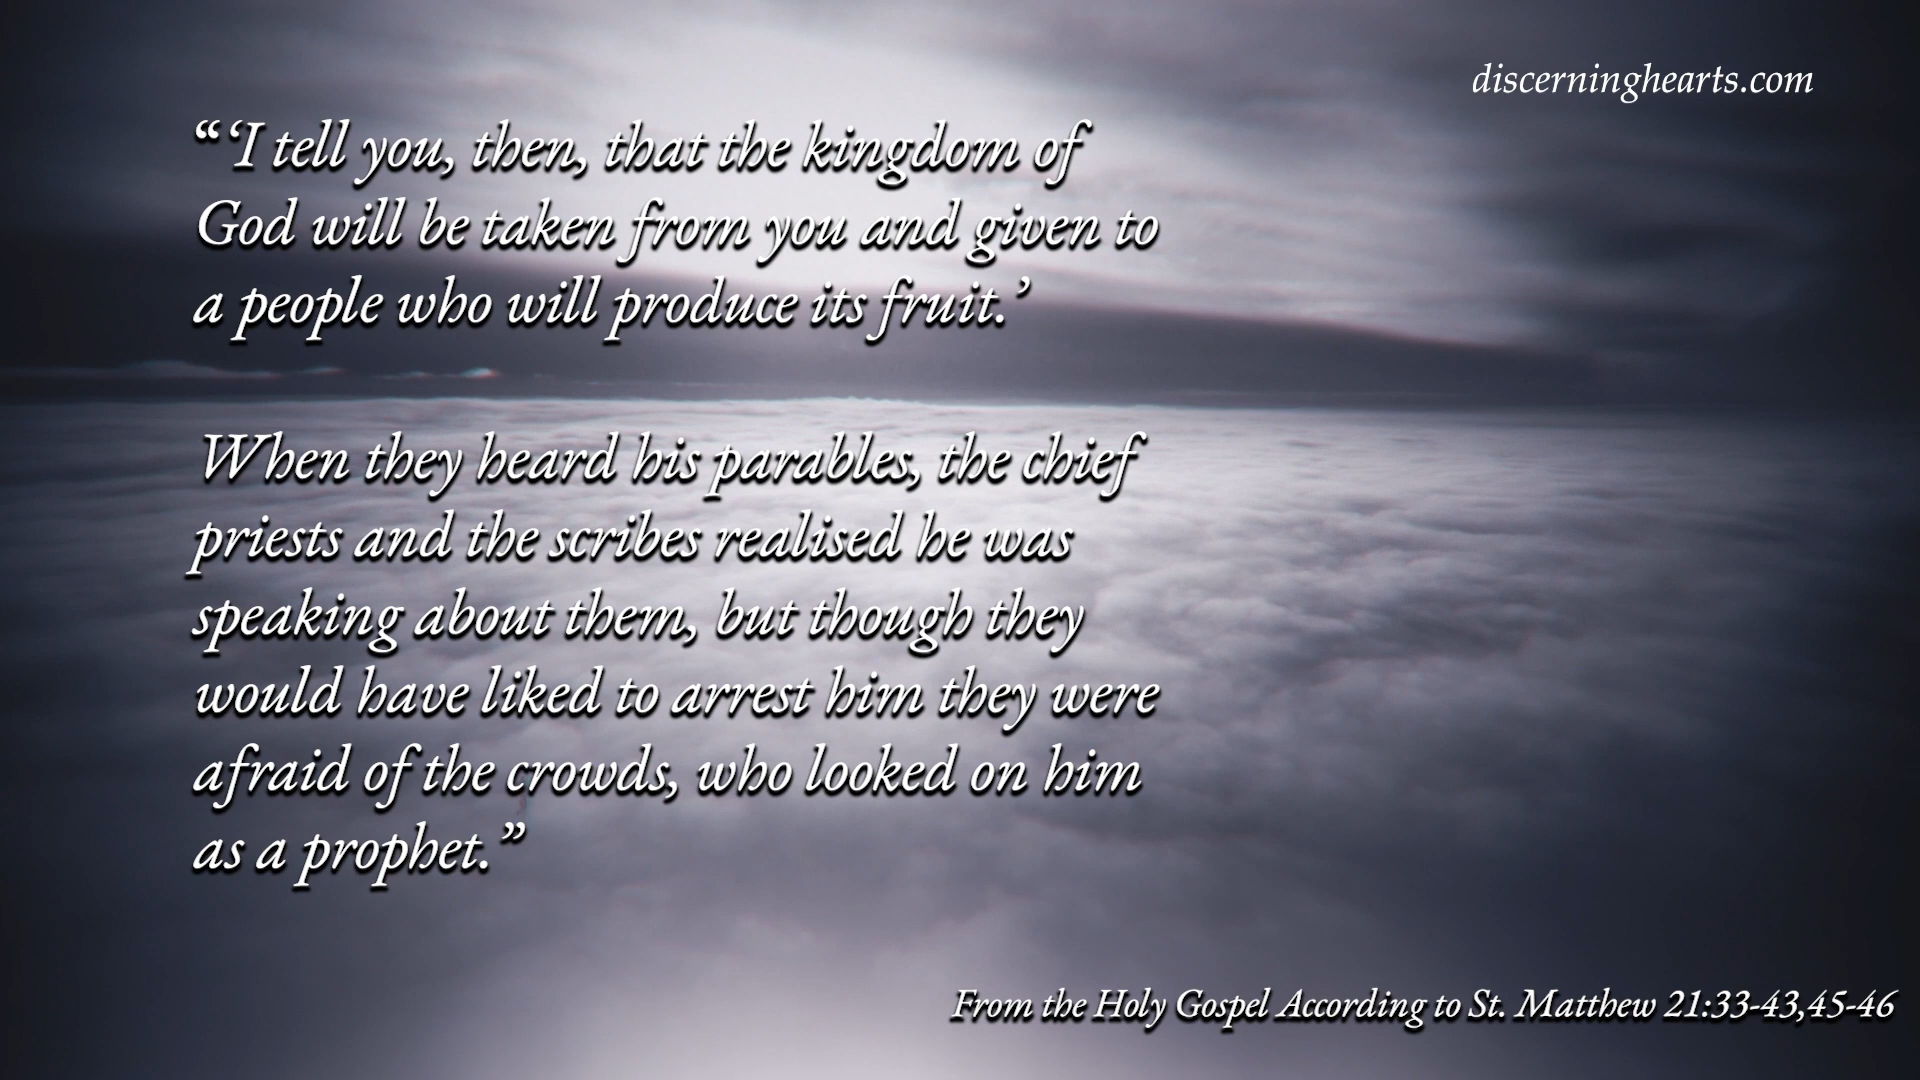 discerninghearts.com
“‘I tell you, then, that the kingdom of
God will be taken from you and given to
a people who will produce its fruit.’
When they heard his parables, the chief
priests and the scribes realised he was
speaking about them, but though they
would have liked to arrest him they were
afraid of the crowds, who looked on him
as a prophet.”
From the Holy Gospel According to St. Matthew 21:33-43,45-46